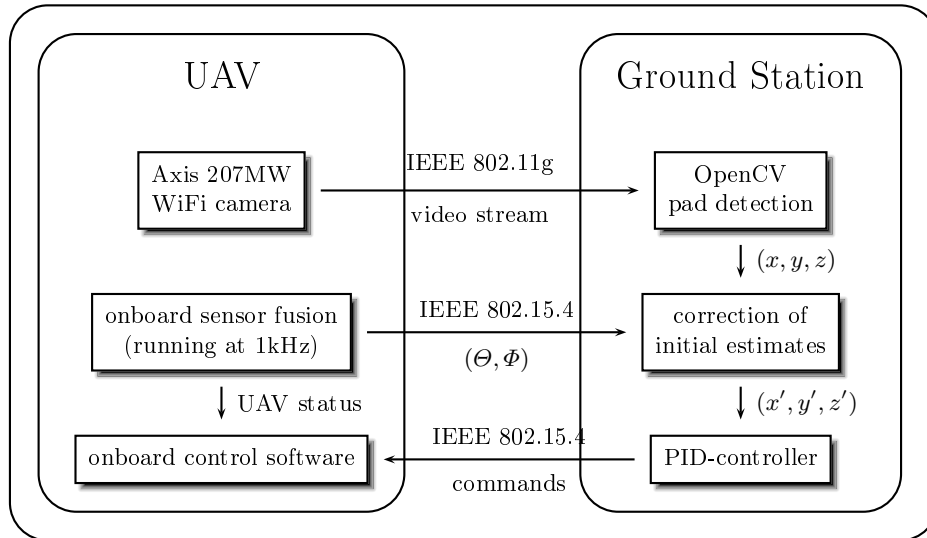 UAV
Ground Station
Axis 207MW
WiFi camera
IEEE 802.11g
video stream
OpenCV
pad detection
(x, y, z)
onboard sensor fusion
(running at 1kHz)
IEEE 802.15.4
(Θ, Φ)
correction of
initial estimates
UAV status
(x′, y′, z′)
onboard control software
IEEE 802.15.4
commands
PID-controller